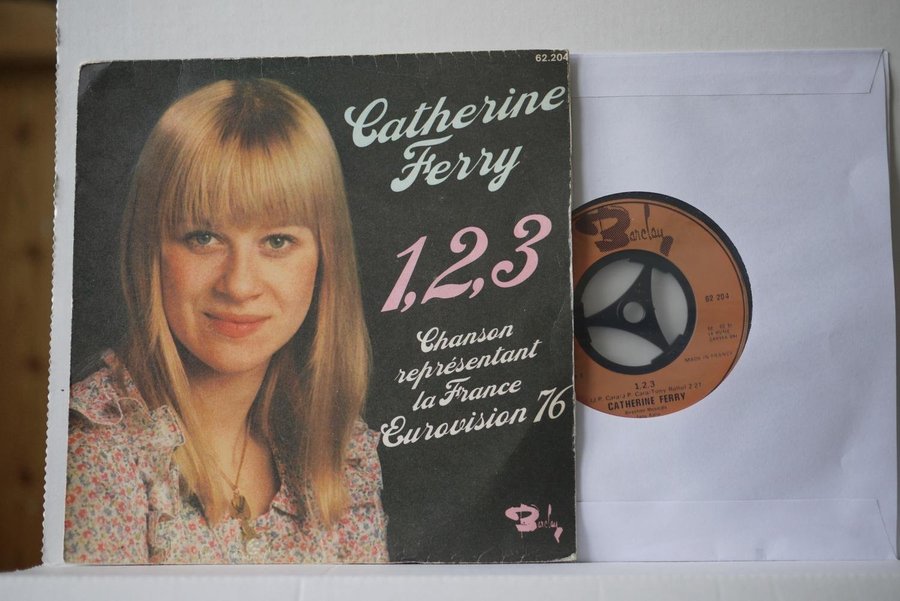 62.204
Catherine
Ferry
1,2,3
Chanson
représentant
la France
Eurovision 76
Barclay
Barclay
62 204
MADE IN FRANCE
1,2,3
CATHERINE FERRY